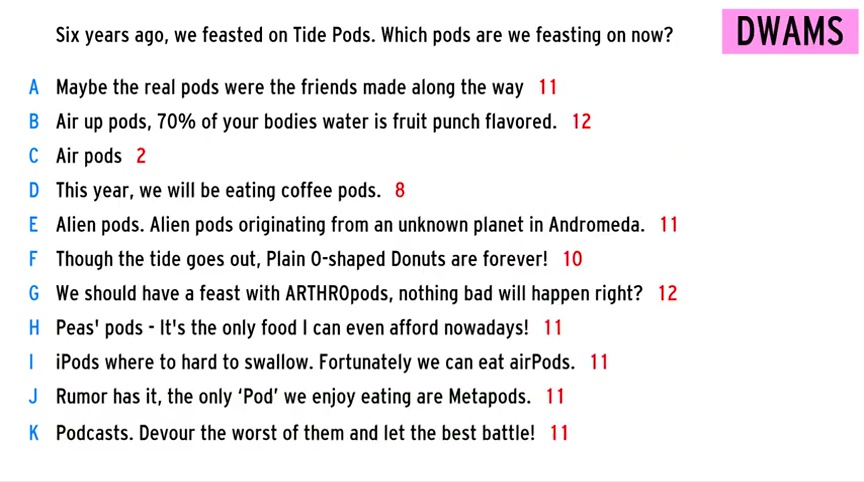 Six years ago, we feasted on Tide Pods. Which pods are we feasting on now?
DWAMS
A Maybe the real pods were the friends made along the way 11
B Air up pods, 70% of your bodies water is fruit punch flavored. 12
C Air pods 2
D This year, we will be eating coffee pods. 8
E Alien pods. Alien pods originating from an unknown planet in Andromeda. 11
F Though the tide goes out, Plain O-shaped Donuts are forever! 10
G We should have a feast with ARTHROpods, nothing bad will happen right? 12
H Peas' pods - It's the only food I can even afford nowadays! 11
I iPods where to hard to swallow. Fortunately we can eat airPods. 11
J Rumor has it, the only ‘Pod’ we enjoy eating are Metapods. 11
K Podcasts. Devour the worst of them and let the best battle! 11